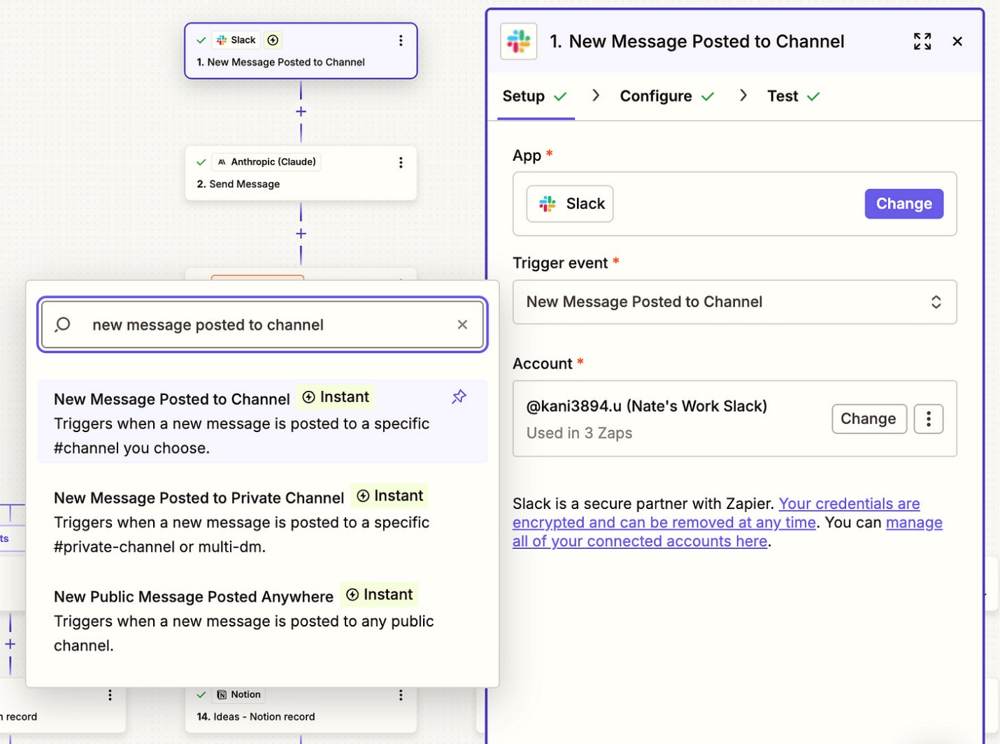 Slack
1. New Message Posted to Channel
Anthropic (Claude)
2. Send Message
new message posted to channel
New Message Posted to Channel Instant
Triggers when a new message is posted to a specific
#channel you choose.
New Message Posted to Private Channel Instant
Triggers when a new message is posted to a specific
#private-channel or multi-dm.
New Public Message Posted Anywhere Instant
Triggers when a new message is posted to any public
channel.
ts
n record
Notion
14. Ideas - Notion record
1. New Message Posted to Channel
Setup > Configure > Test
App *
Slack
Change
Trigger event *
New Message Posted to Channel
Account *
@kani3894.u (Nate's Work Slack)
Used in 3 Zaps
Change
Slack is a secure partner with Zapier. Your credentials are
encrypted and can be removed at any time. You can manage
all of your connected accounts here.